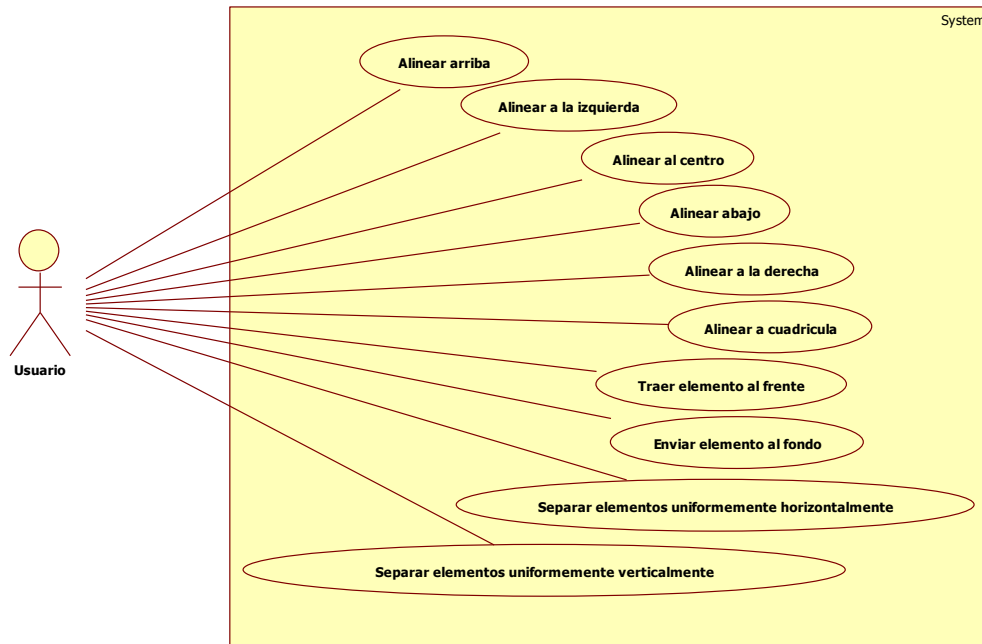 System
Alinear arriba
Alinear a la izquierda
Alinear al centro
Alinear abajo
Alinear a la derecha
Alinear a cuadricula
Usuario
Traer elemento al frente
Enviar elemento al fondo
Separar elementos uniformemente horizontalmente
Separar elementos uniformemente verticalmente